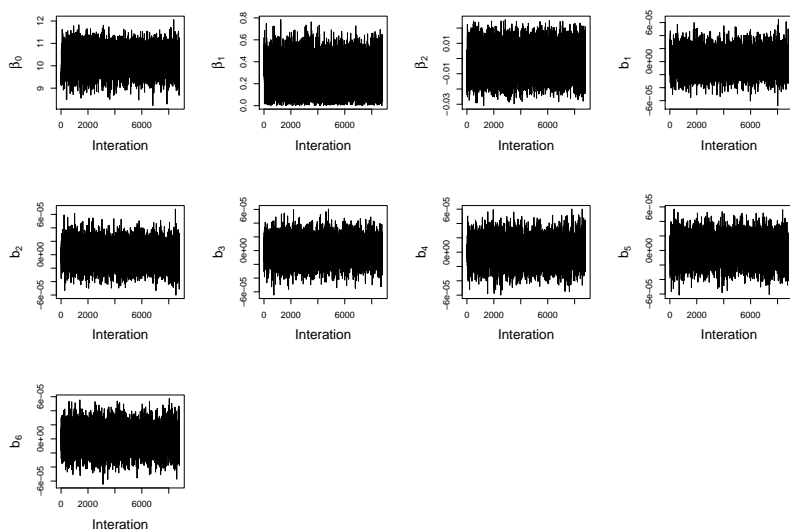 β₀
12
11
10
9
0 2000 6000
Interation
β₁
0.8
0.6
0.4
0.2
0.0
0 2000 6000
Interation
β₂
0.01
−0.01
−0.03
0 2000 6000
Interation
b₁
6e−05
0e+00
−6e−05
0 2000 6000
Interation
b₂
6e−05
0e+00
−6e−05
0 2000 6000
Interation
b₃
6e−05
0e+00
−6e−05
0 2000 6000
Interation
b₄
6e−05
0e+00
−6e−05
0 2000 6000
Interation
b₅
6e−05
0e+00
−6e−05
0 2000 6000
Interation
b₆
6e−05
0e+00
−6e−05
0 2000 6000
Interation